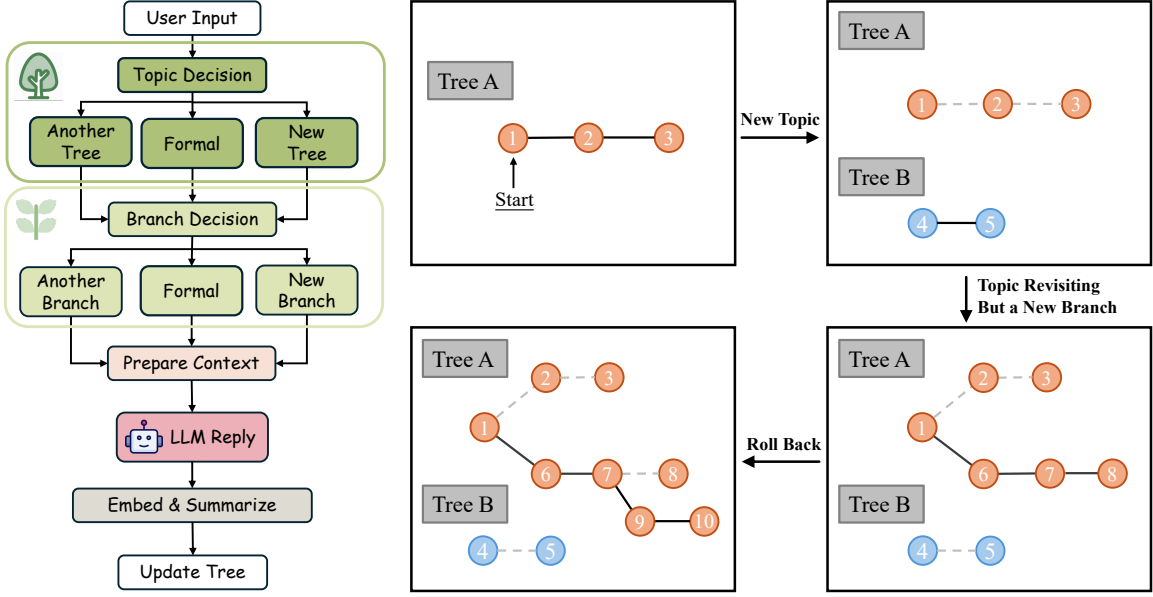 User Input
Topic Decision
Another
Tree
Formal
New
Tree
Branch Decision
Another
Branch
Formal
New
Branch
Prepare Context
LLM Reply
Embed & Summarize
Update Tree
Tree A
1
2
3
Start
New Topic
Tree A
1
2
3
Tree B
4
5
Topic Revisiting
But a New Branch
Tree A
2
3
1
6
7
8
Tree B
4
5
Roll Back
Tree A
2
3
1
6
7
8
Tree B
9
10
4
5